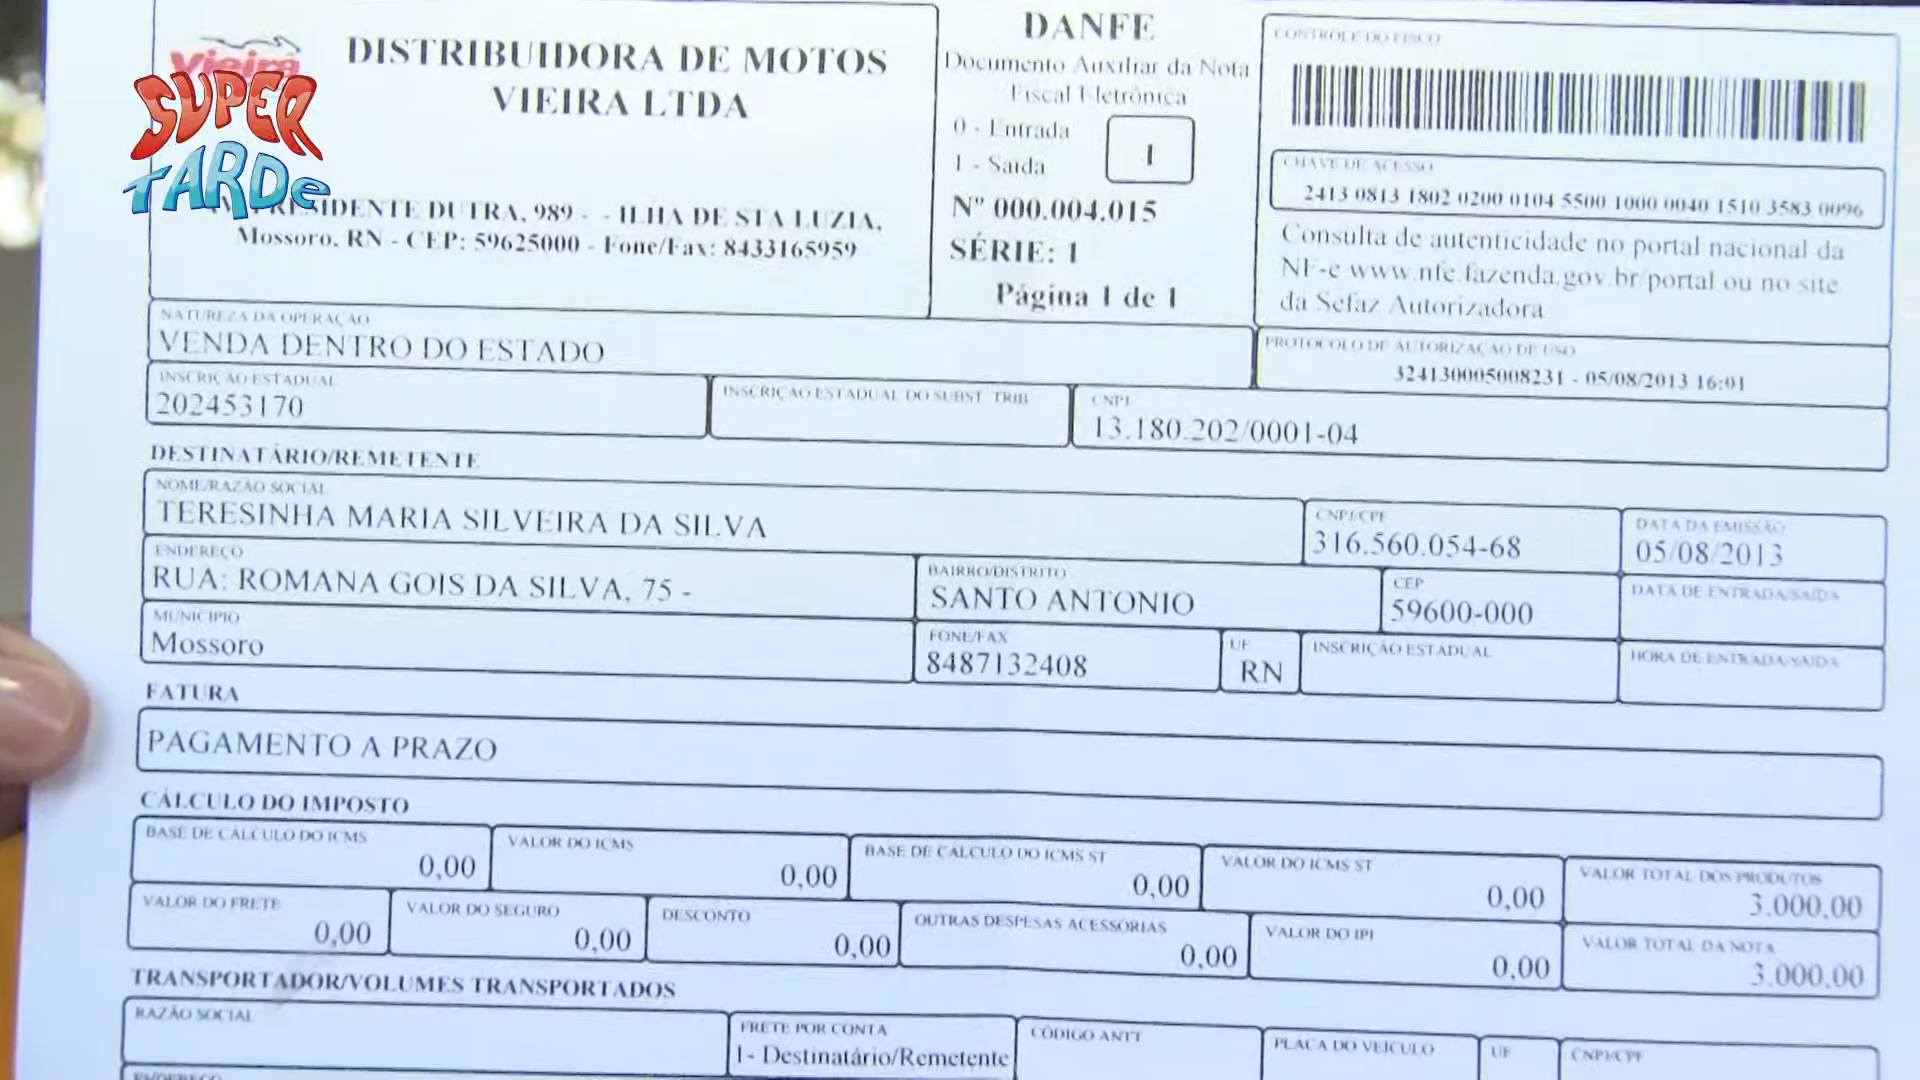 Vieira
SUPER
TARDe
DISTRIBUIDORA DE MOTOS
VIEIRA LTDA
PRESIDENTE DUTRA, 989 - - ILHA DE STA LUZIA,
Mossoro, RN - CEP: 59625000 - Fone/Fax: 8433165959
DANFE
Documento Auxiliar da Nota
Fiscal Eletrônica
0 - Entrada
1 - Saída
1
Nº 000.004.015
SÉRIE: 1
Página 1 de 1
CONTROLE DO FISCO
CHAVE DE ACESSO
2413 0813 1802 0200 0104 5500 1000 0040 1510 3583 0096
Consulta de autenticidade no portal nacional da
NF-e www.nfe.fazenda.gov.br/portal ou no site
da Sefaz Autorizadora
NATUREZA DA OPERAÇÃO
VENDA DENTRO DO ESTADO
PROTOCOLO DE AUTORIZAÇÃO DE USO
324130005008231 - 05/08/2013 16:01
INSCRIÇÃO ESTADUAL
202453170
INSCRIÇÃO ESTADUAL DO SUBST. TRIB
CNPJ
13.180.202/0001-04
DESTINATÁRIO/REMETENTE
NOME/RAZÃO SOCIAL
TERESINHA MARIA SILVEIRA DA SILVA
CNPJ/CPF
316.560.054-68
DATA DA EMISSÃO
05/08/2013
ENDEREÇO
RUA: ROMANA GOIS DA SILVA, 75 -
BAIRRO/DISTRITO
SANTO ANTONIO
CEP
59600-000
DATA DE ENTRADA/SAÍDA
MUNICÍPIO
Mossoro
FONE/FAX
8487132408
UF
RN
INSCRIÇÃO ESTADUAL
HORA DE ENTRADA/SAÍDA
FATURA
PAGAMENTO A PRAZO
CÁLCULO DO IMPOSTO
BASE DE CÁLCULO DO ICMS
0,00
VALOR DO ICMS
0,00
BASE DE CÁLCULO DO ICMS ST
0,00
VALOR DO ICMS ST
0,00
VALOR TOTAL DOS PRODUTOS
3.000,00
VALOR DO FRETE
0,00
VALOR DO SEGURO
0,00
DESCONTO
0,00
OUTRAS DESPESAS ACESSÓRIAS
0,00
VALOR DO IPI
0,00
VALOR TOTAL DA NOTA
3.000,00
TRANSPORTADOR/VOLUMES TRANSPORTADOS
RAZÃO SOCIAL
FRETE POR CONTA
1- Destinatário/Remetente
CÓDIGO ANTT
PLACA DO VEÍCULO
UF
CNPJ/CPF
ENDEREÇO